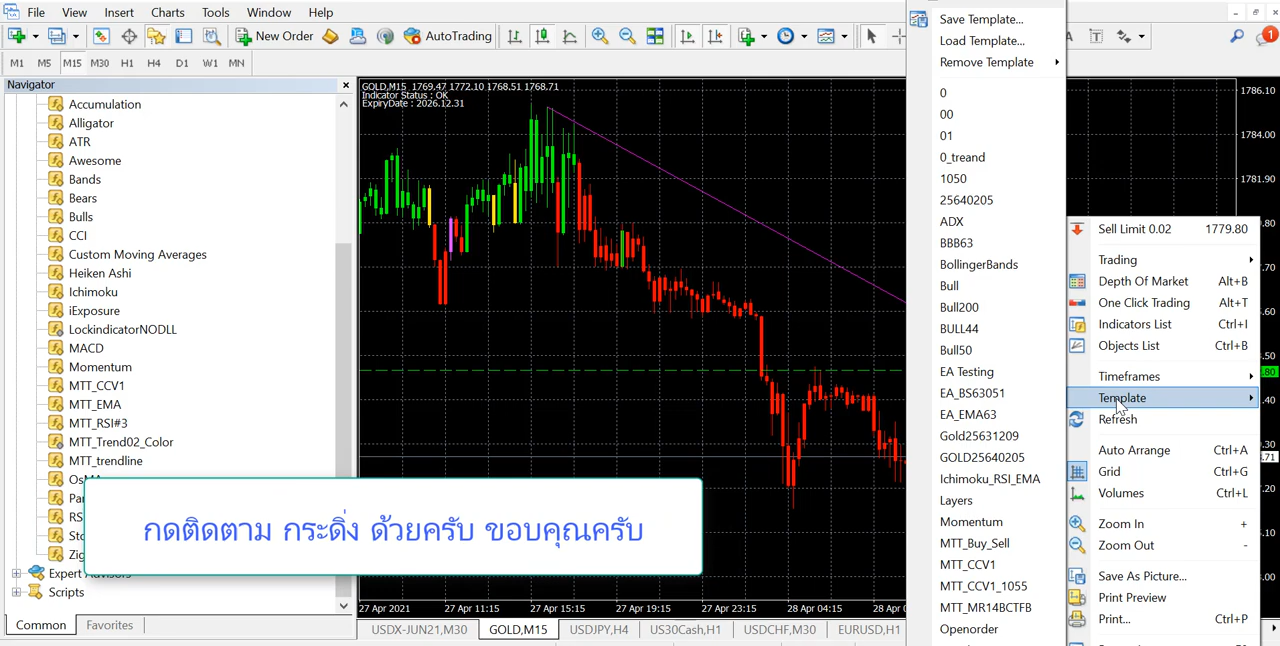 File View Insert Charts Tools Window Help
New Order AutoTrading
M1 M5 M15 M30 H1 H4 D1 W1 MN
Navigator
Accumulation
Alligator
ATR
Awesome
Bands
Bears
Bulls
CCI
Custom Moving Averages
Heiken Ashi
Ichimoku
iExposure
LockindicatorNODLL
MACD
Momentum
MTT_CCV1
MTT_EMA
MTT_RSI#3
MTT_Trend02_Color
MTT_trendline
Expert Advisors
Scripts
Common Favorites
กดติดตาม กระดิ่ง ด้วยครับ ขอบคุณครับ
GOLD,M15 1769.47 1772.10 1768.51 1768.71
Indicator Status : OK
ExpiryDate : 2026.12.31
27 Apr 2021 27 Apr 11:15 27 Apr 15:15 27 Apr 19:15 27 Apr 23:15 28 Apr 04:15
USDX-JUN21,M30 GOLD,M15 USDJPY,H4 US30Cash,H1 USDCHF,M30 EURUSD,H1
Save Template...
Load Template...
Remove Template
0
00
01
0_treand
1050
25640205
ADX
BBB63
BollingerBands
Bull
Bull200
BULL44
Bull50
EA Testing
EA_BS63051
EA_EMA63
Gold25631209
GOLD25640205
Ichimoku_RSI_EMA
Layers
Momentum
MTT_Buy_Sell
MTT_CCV1
MTT_CCV1_1055
MTT_MR14BCTFB
Openorder
Sell Limit 0.02 1779.80
Trading
Depth Of Market Alt+B
One Click Trading Alt+T
Indicators List Ctrl+I
Objects List Ctrl+B
Timeframes
Template
Refresh
Auto Arrange Ctrl+A
Grid Ctrl+G
Volumes Ctrl+L
Zoom In +
Zoom Out -
Save As Picture...
Print Preview
Print... Ctrl+P
1786.10
1784.00
1781.90
1